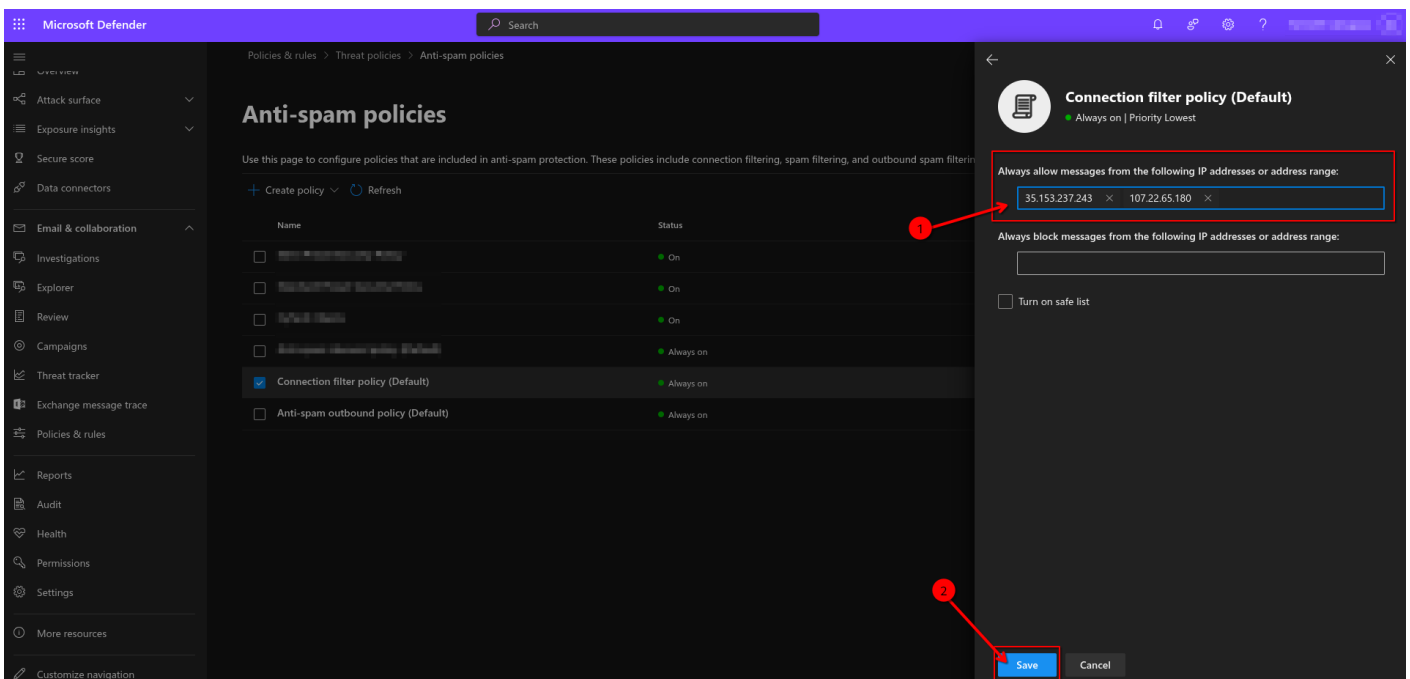 Microsoft Defender
Search
Overview
Attack surface
Exposure insights
Secure score
Data connectors
Email & collaboration
Investigations
Explorer
Review
Campaigns
Threat tracker
Exchange message trace
Policies & rules
Reports
Audit
Health
Permissions
Settings
More resources
Customize navigation
Policies & rules > Threat policies > Anti-spam policies
Anti-spam policies
Use this page to configure policies that are included in anti-spam protection. These policies include connection filtering, spam filtering, and outbound spam filterin
Create policy Refresh
Name Status
On
On
On
Always on
Connection filter policy (Default) Always on
Anti-spam outbound policy (Default) Always on
Connection filter policy (Default)
Always on | Priority Lowest
Always allow messages from the following IP addresses or address range:
35.153.237.243 107.22.65.180
1
Always block messages from the following IP addresses or address range:
Turn on safe list
2
Save Cancel